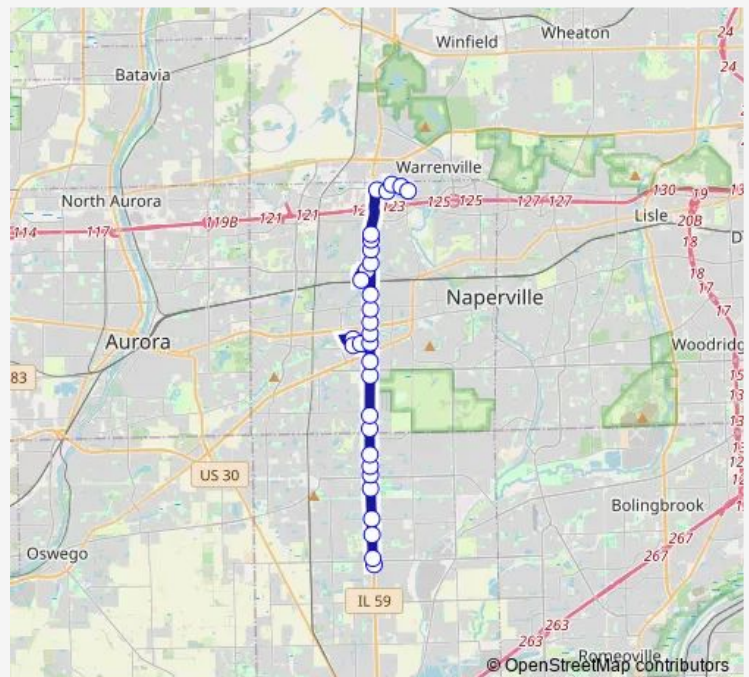 Wheaton
Winfield
24
24
Batavia
Warrenville
North Aurora
119B 121 121 123 125 125 127 127 130 19
114 117
Lisle
20B
18
18
17
17
Naperville
Aurora
Woodridg
83
US 30
Bolingbrook
267
267
Oswego
IL 59
263
263
Romeoville
© OpenStreetMap contributors